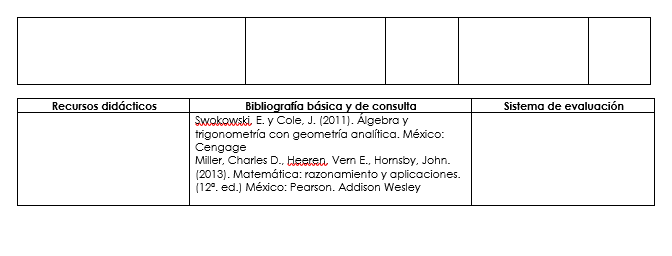 Recursos didácticos
Bibliografía básica y de consulta
Sistema de evaluación
Swokowski, E. y Cole, J. (2011). Álgebra y
trigonometría con geometría analítica. México:
Cengage
Miller, Charles D., Heeren, Vern E., Hornsby, John.
(2013). Matemática: razonamiento y aplicaciones.
(12ª. ed.) México: Pearson. Addison Wesley